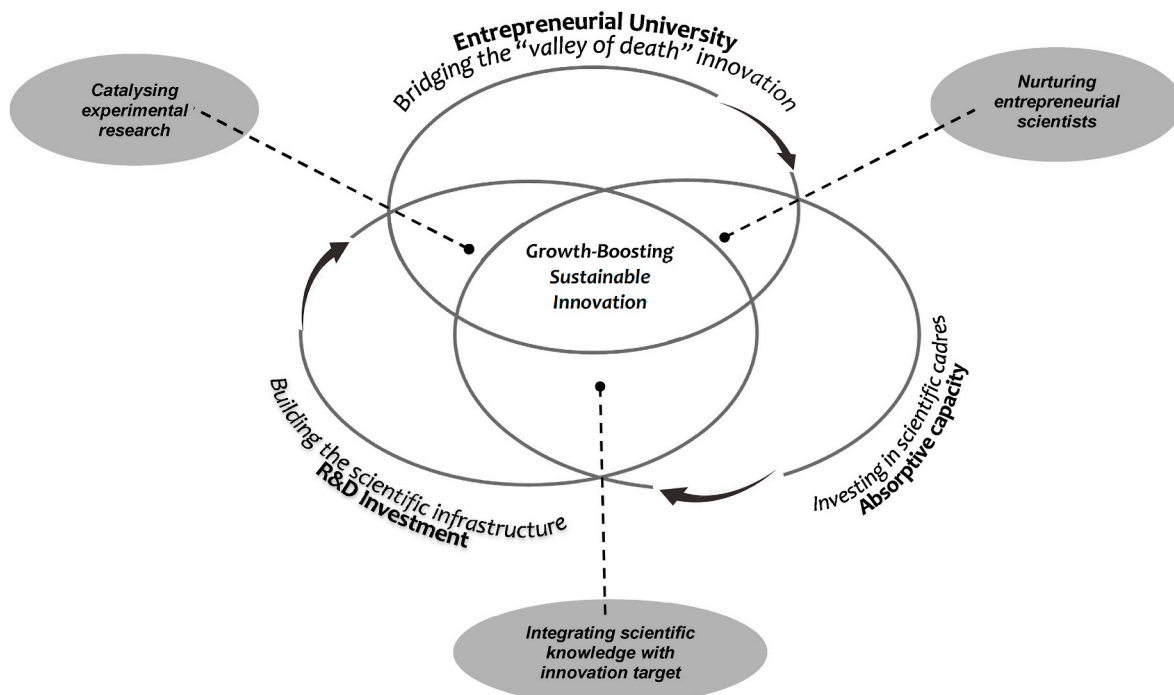 Entrepreneurial University
Bridging the “valley of death” innovation
Catalysing
experimental
research
Nurturing
entrepreneurial
scientists
Growth-Boosting
Sustainable
Innovation
Building the scientific infrastructure
R&D Investment
Investing in scientific cadres
Absorptive capacity
Integrating scientific
knowledge with
innovation target